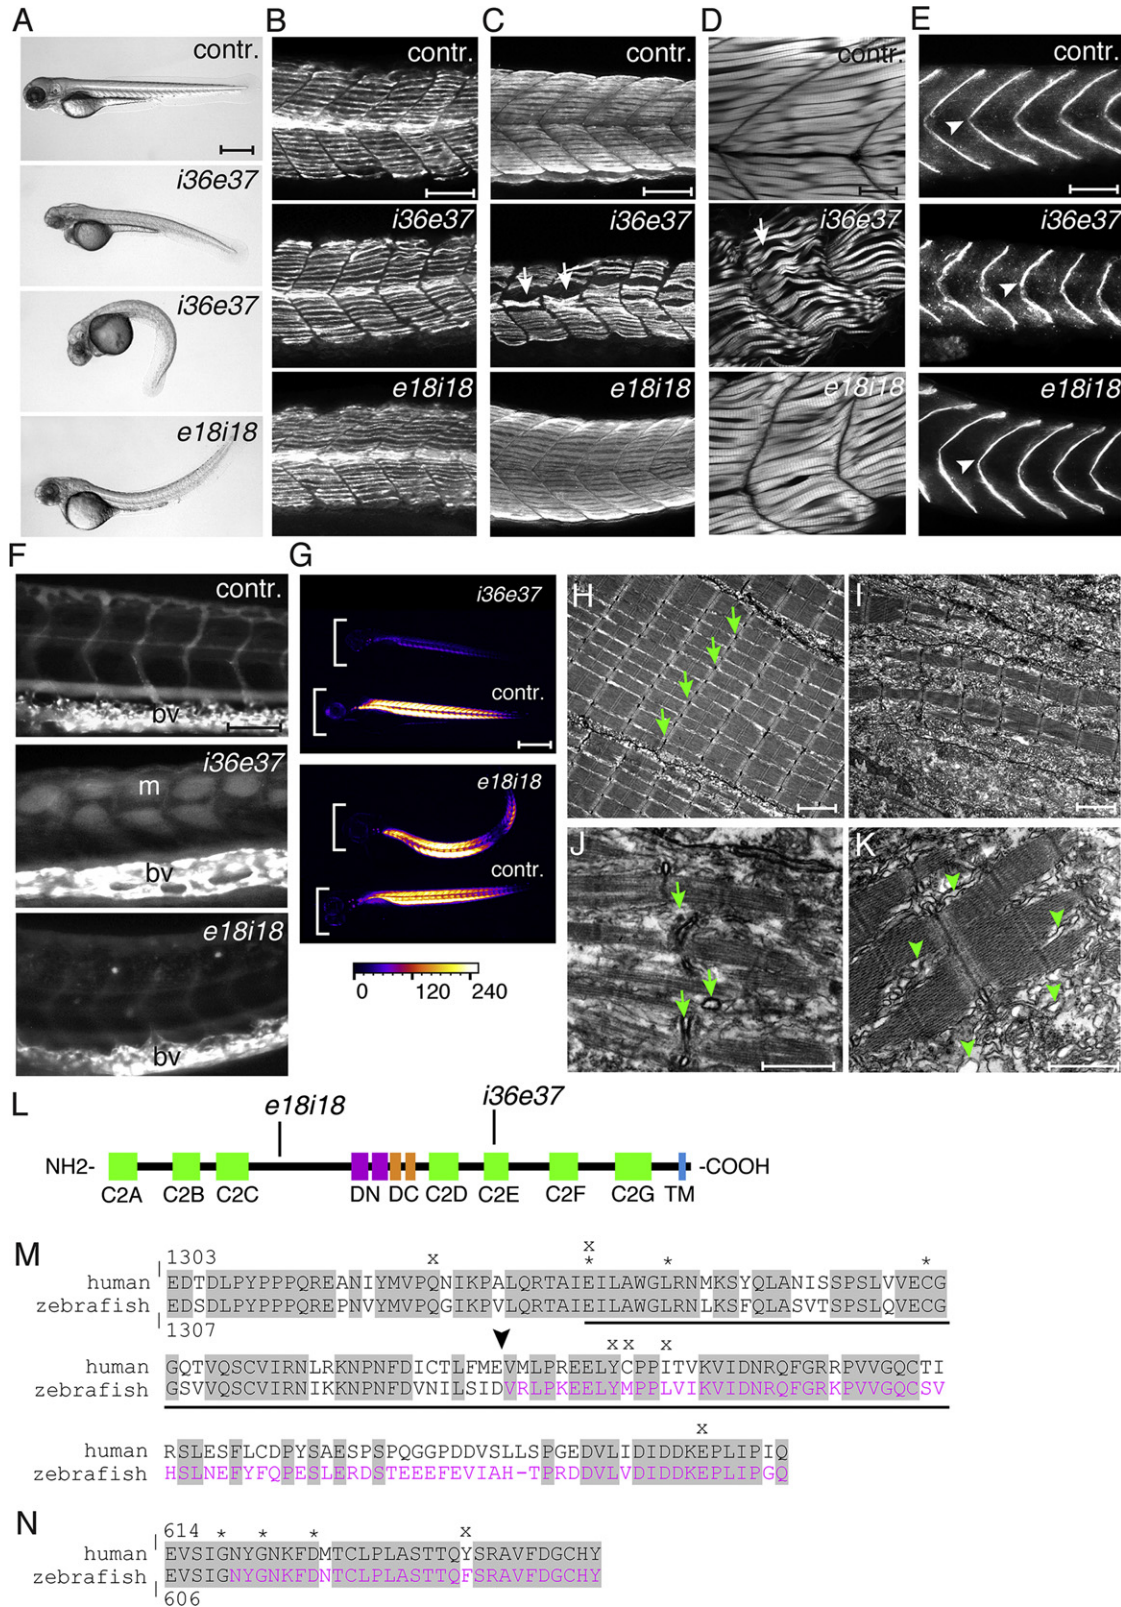 A
contr.
i36e37
i36e37
e18i18
B
contr.
i36e37
e18i18
C
contr.
i36e37
e18i18
D
contr.
i36e37
e18i18
E
contr.
i36e37
e18i18
F
contr.
bv
i36e37
m
bv
e18i18
bv
G
i36e37
contr.
e18i18
contr.
0 120 240
H
I
J
K
L
e18i18 i36e37
NH2- -COOH
C2A C2B C2C DN DC C2D C2E C2F C2G TM
M
1303 x x
* * *
human EDTDLPYPPPQREANIYMVPQNIKPALQRTAIEILAWGLRNMKSYQLANISSPSLVVECG
zebrafish EDSDLPYPPPQREPNVYMVPQGIKPVLQRTAIEILAWGLRNLKSFQLASVTSPSLQVECG
1307
x x x
human GQTVQSCVIRNLRKNPNFDICTLFMEVMLPREELYCPPITVKVIDNRQFGRRPVVGQCTI
zebrafish GSVVQSCVIRNIKKNPNFDVNILSIDVRLPKEELYMPPLVIKVIDNRQFGRKPVVGQCSV
x
human RSLESFLCDPYSAESPSPQGGPDDVSLLSPGEDVLIDIDDKEPLIPIQ
zebrafish HSLNEFYFQPESLERDSTEEEFEVIAH-TPRDDVLVDIDDKEPLIPGQ
N
614 * * * x
human EVSIGNYGNKFDMTCLPLASTTQYSRAVFDGCHY
zebrafish EVSIGNYGNKFDNTCLPLASTTQFSRAVFDGCHY
606